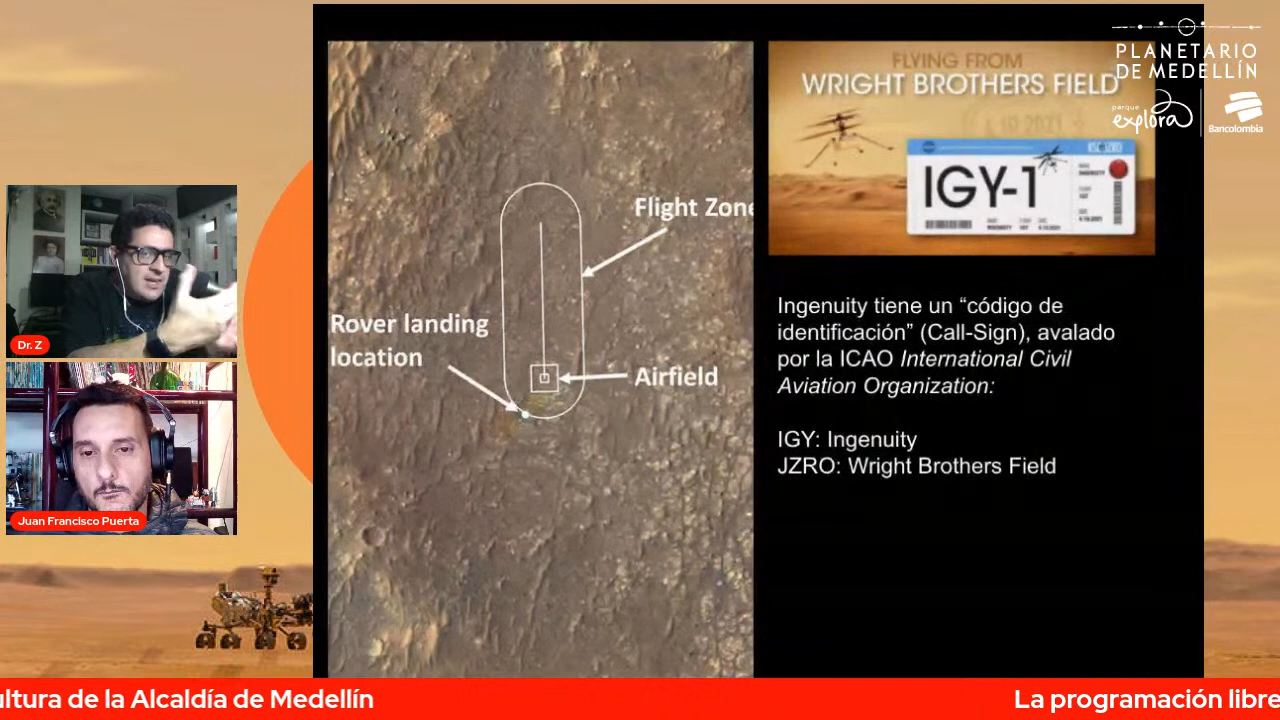 PLANETARIO
DE MEDELLÍN
parque
explora
Bancolombia
FLYING FROM
WRIGHT BROTHERS FIELD
IGY-1
Flight Zone
Rover landing
location
Airfield
Ingenuity tiene un “código de
identificación” (Call-Sign), avalado
por la ICAO International Civil
Aviation Organization:
IGY: Ingenuity
JZRO: Wright Brothers Field
Dr. Z
Juan Francisco Puerta
ultura de la Alcaldía de Medellín
La programación libre